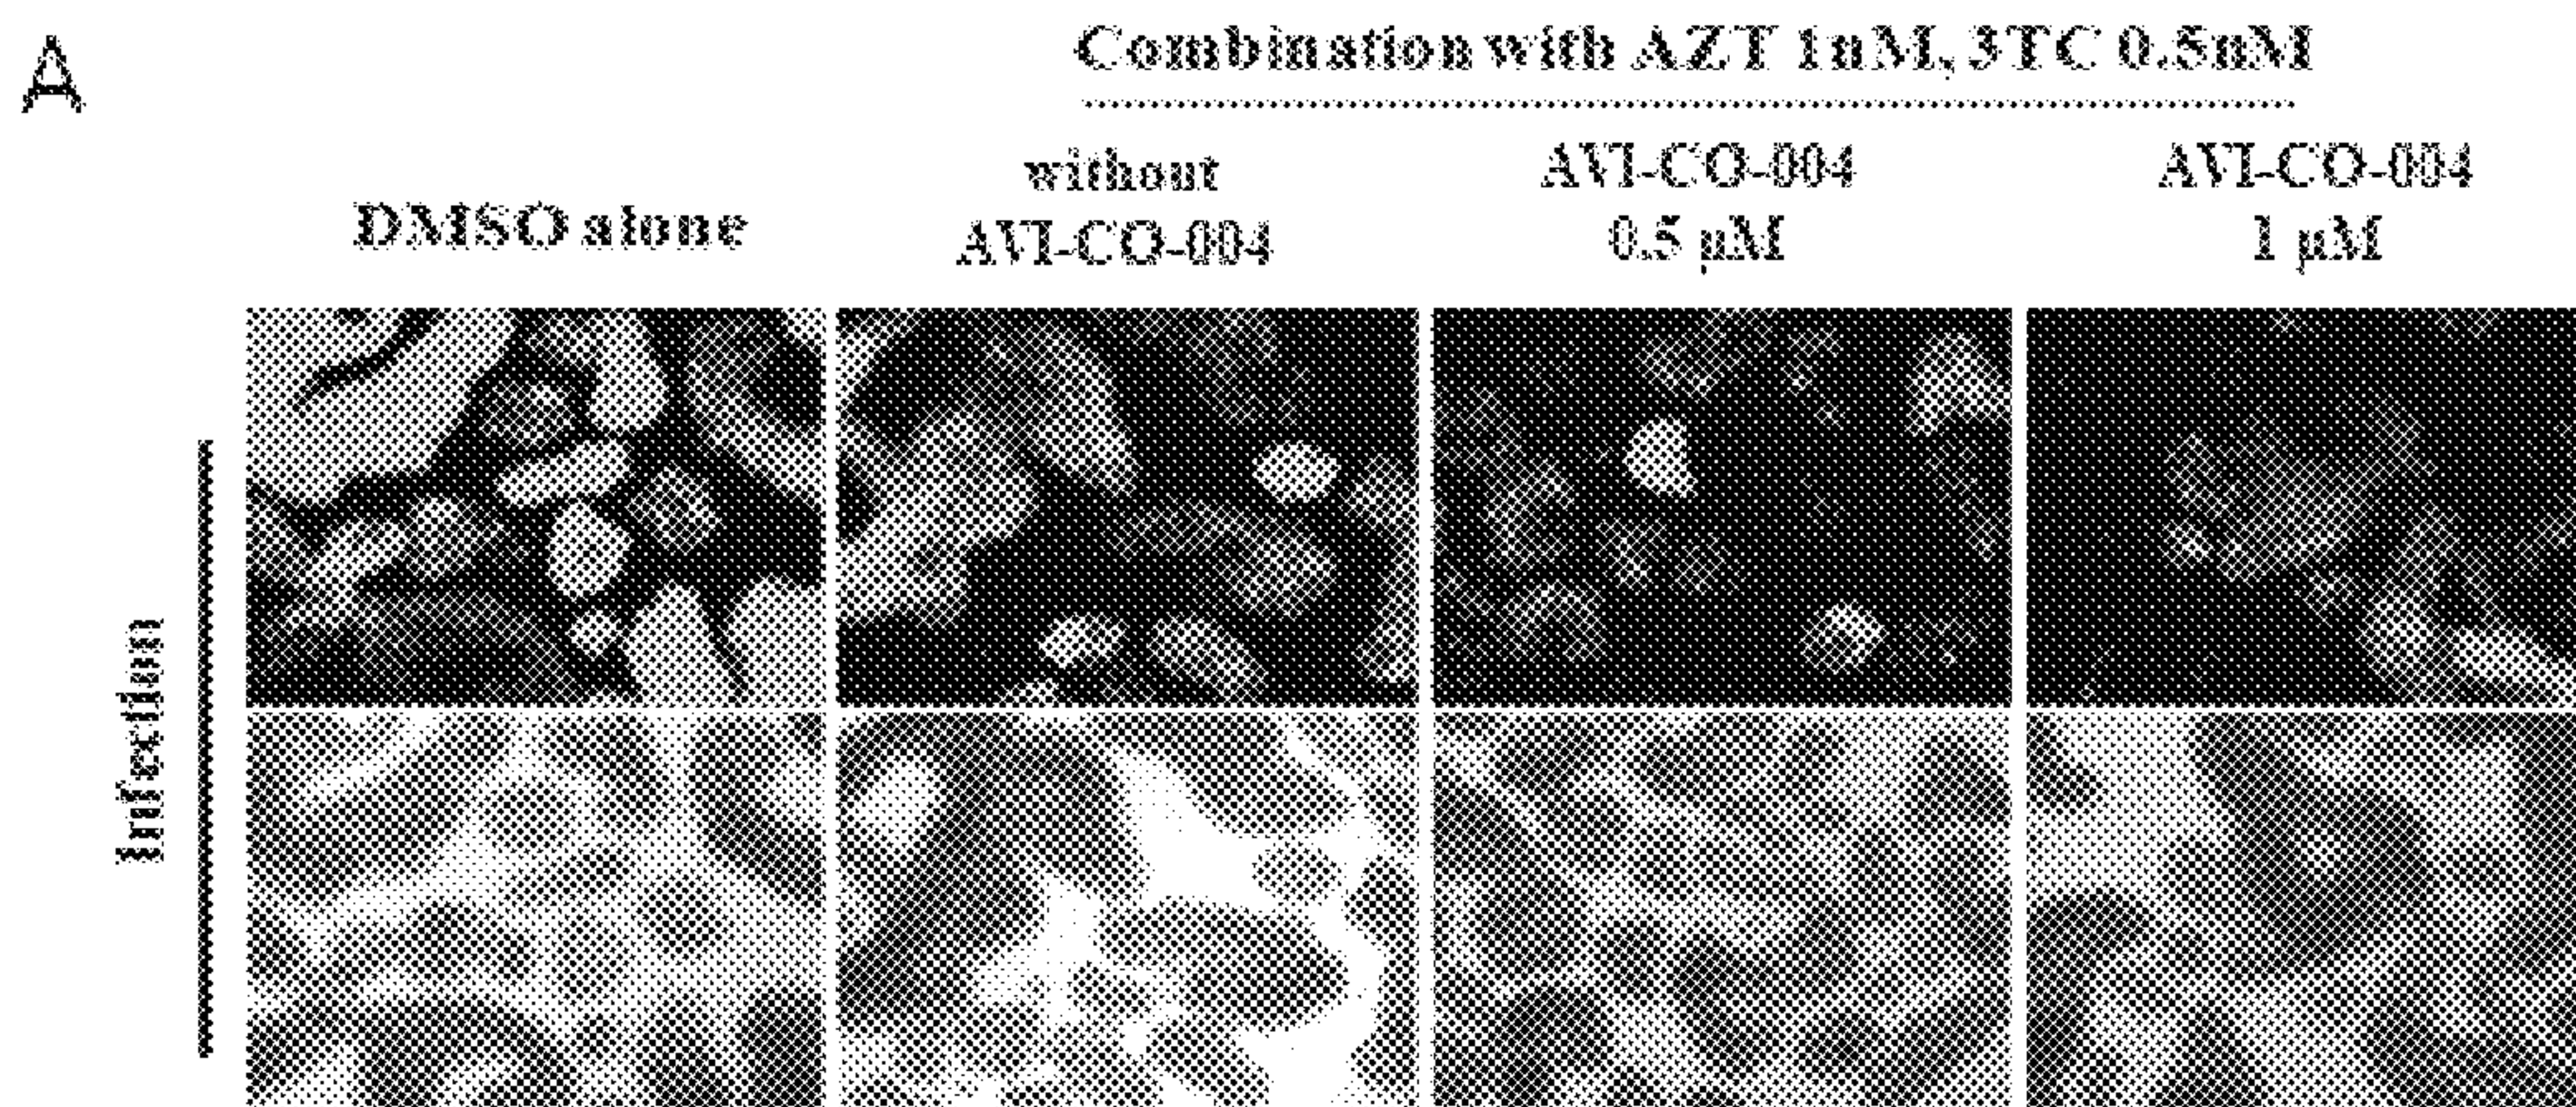 A
Combination with AZT 1nM, 3TC 0.5nM
DMSO alone
without
AVI-CO-004
AVI-CO-004
0.5 µM
AVI-CO-004
1 µM
Infection